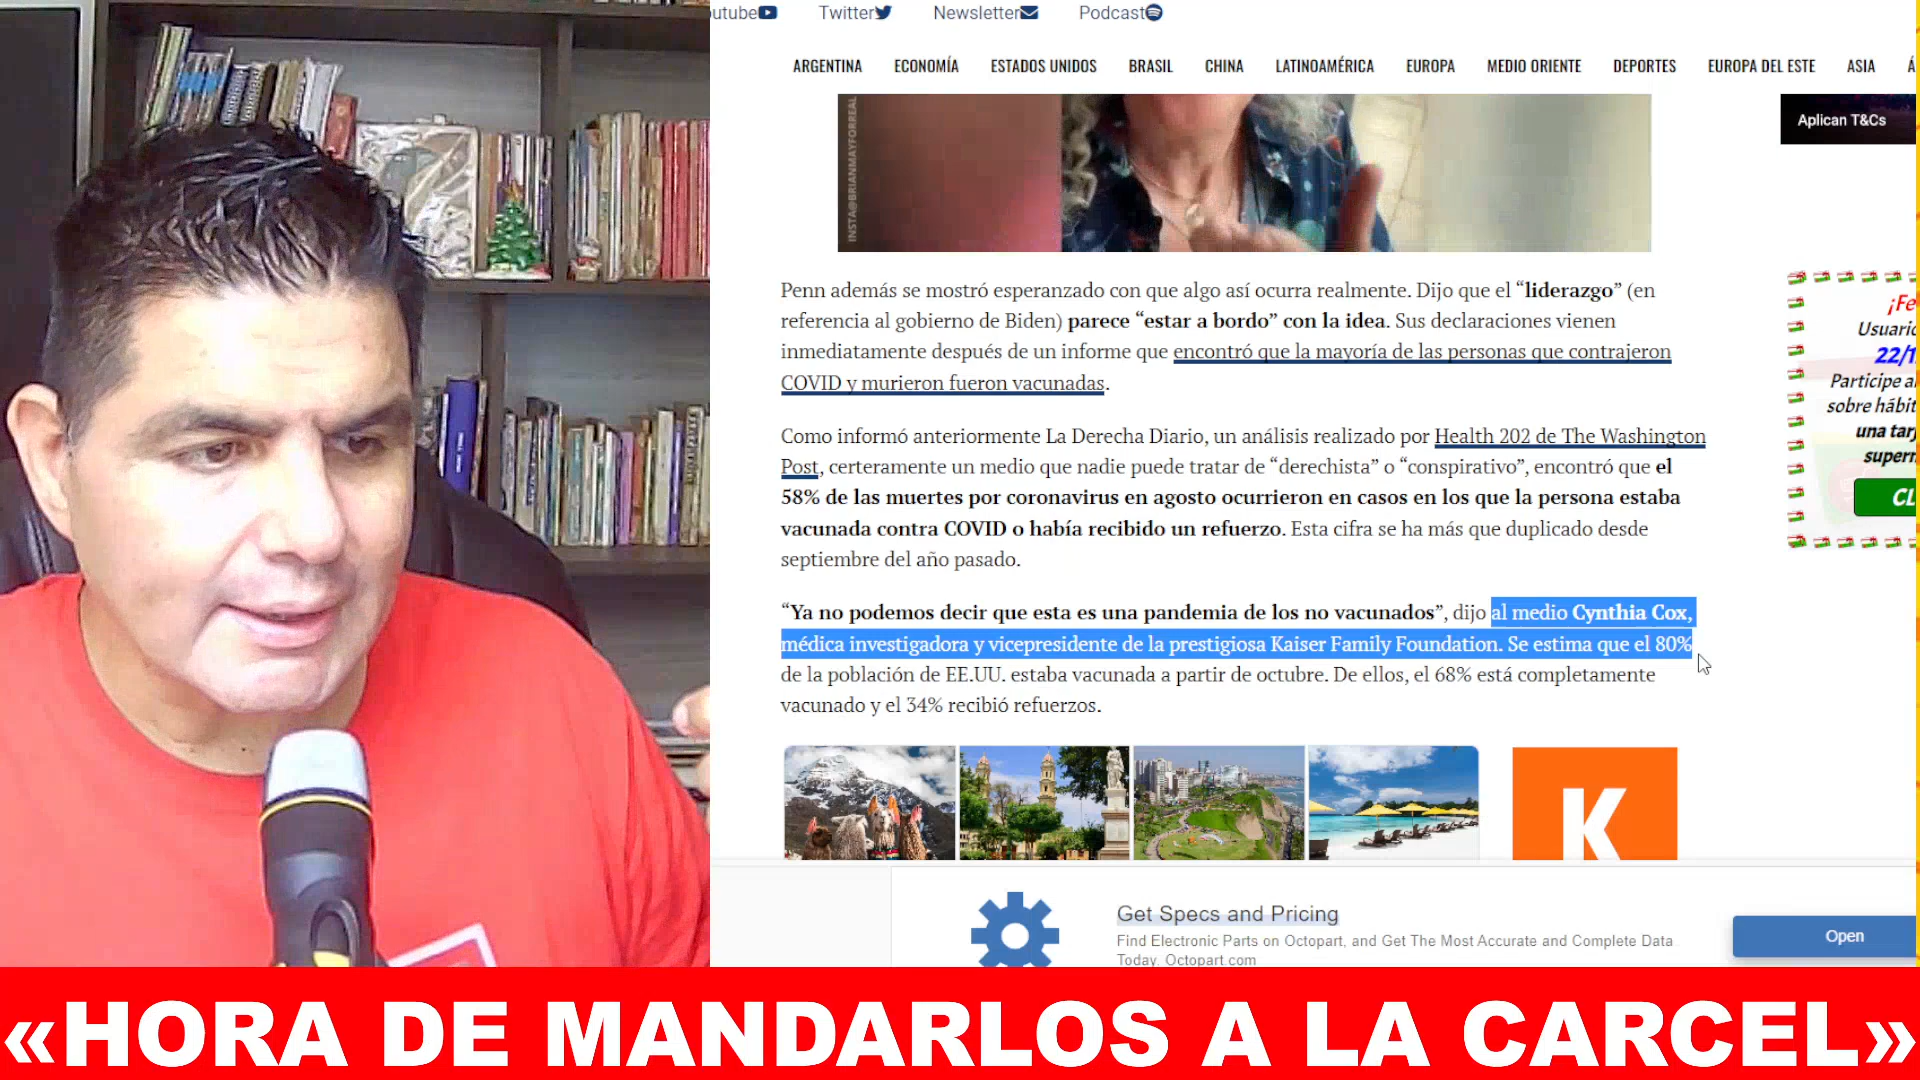 Youtube Twitter Newsletter Podcast
ARGENTINA ECONOMÍA ESTADOS UNIDOS BRASIL CHINA LATINOAMÉRICA EUROPA MEDIO ORIENTE DEPORTES EUROPA DEL ESTE ASIA Á
INSTA@BRIANMAYFORREAL
Aplican T&Cs
Penn además se mostró esperanzado con que algo así ocurra realmente. Dijo que el “liderazgo” (en
referencia al gobierno de Biden) parece “estar a bordo” con la idea. Sus declaraciones vienen
inmediatamente después de un informe que encontró que la mayoría de las personas que contrajeron
COVID y murieron fueron vacunadas.
Como informó anteriormente La Derecha Diario, un análisis realizado por Health 202 de The Washington
Post, certeramente un medio que nadie puede tratar de “derechista” o “conspirativo”, encontró que el
58% de las muertes por coronavirus en agosto ocurrieron en casos en los que la persona estaba
vacunada contra COVID o había recibido un refuerzo. Esta cifra se ha más que duplicado desde
septiembre del año pasado.
“Ya no podemos decir que esta es una pandemia de los no vacunados”, dijo al medio Cynthia Cox,
médica investigadora y vicepresidente de la prestigiosa Kaiser Family Foundation. Se estima que el 80%
de la población de EE.UU. estaba vacunada a partir de octubre. De ellos, el 68% está completamente
vacunado y el 34% recibió refuerzos.
¡Fe
Usuario
22/1
Participe a
sobre hábit
una tarj
superm
CL
K
Get Specs and Pricing
Find Electronic Parts on Octopart, and Get The Most Accurate and Complete Data
Today. Octopart.com
Open
«HORA DE MANDARLOS A LA CARCEL»